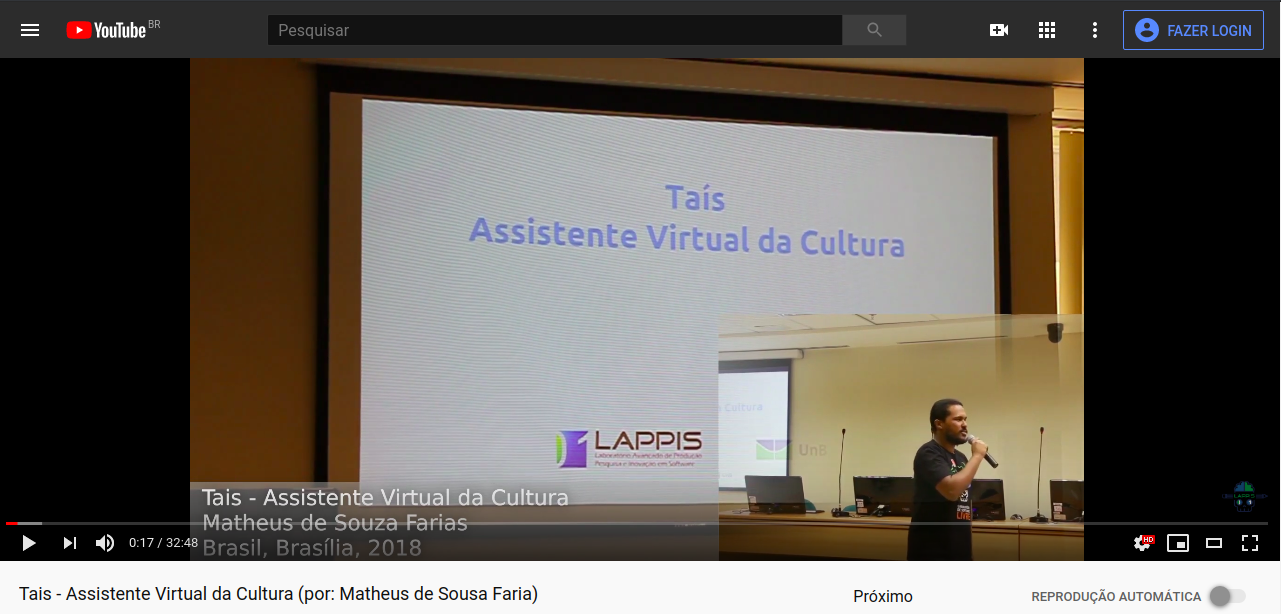 YouTube BR
Pesquisar
FAZER LOGIN
Taís
Assistente Virtual da Cultura
LAPPIS
Laboratório Avançado de Produção
Pesquisa e Inovação em Software
Cultura
UnB
Tais - Assistente Virtual da Cultura
Matheus de Souza Farias
Brasil, Brasília, 2018
LAPPIS
0:17 / 32:48
HD
Tais - Assistente Virtual da Cultura (por: Matheus de Sousa Faria)
Próximo
REPRODUÇÃO AUTOMÁTICA